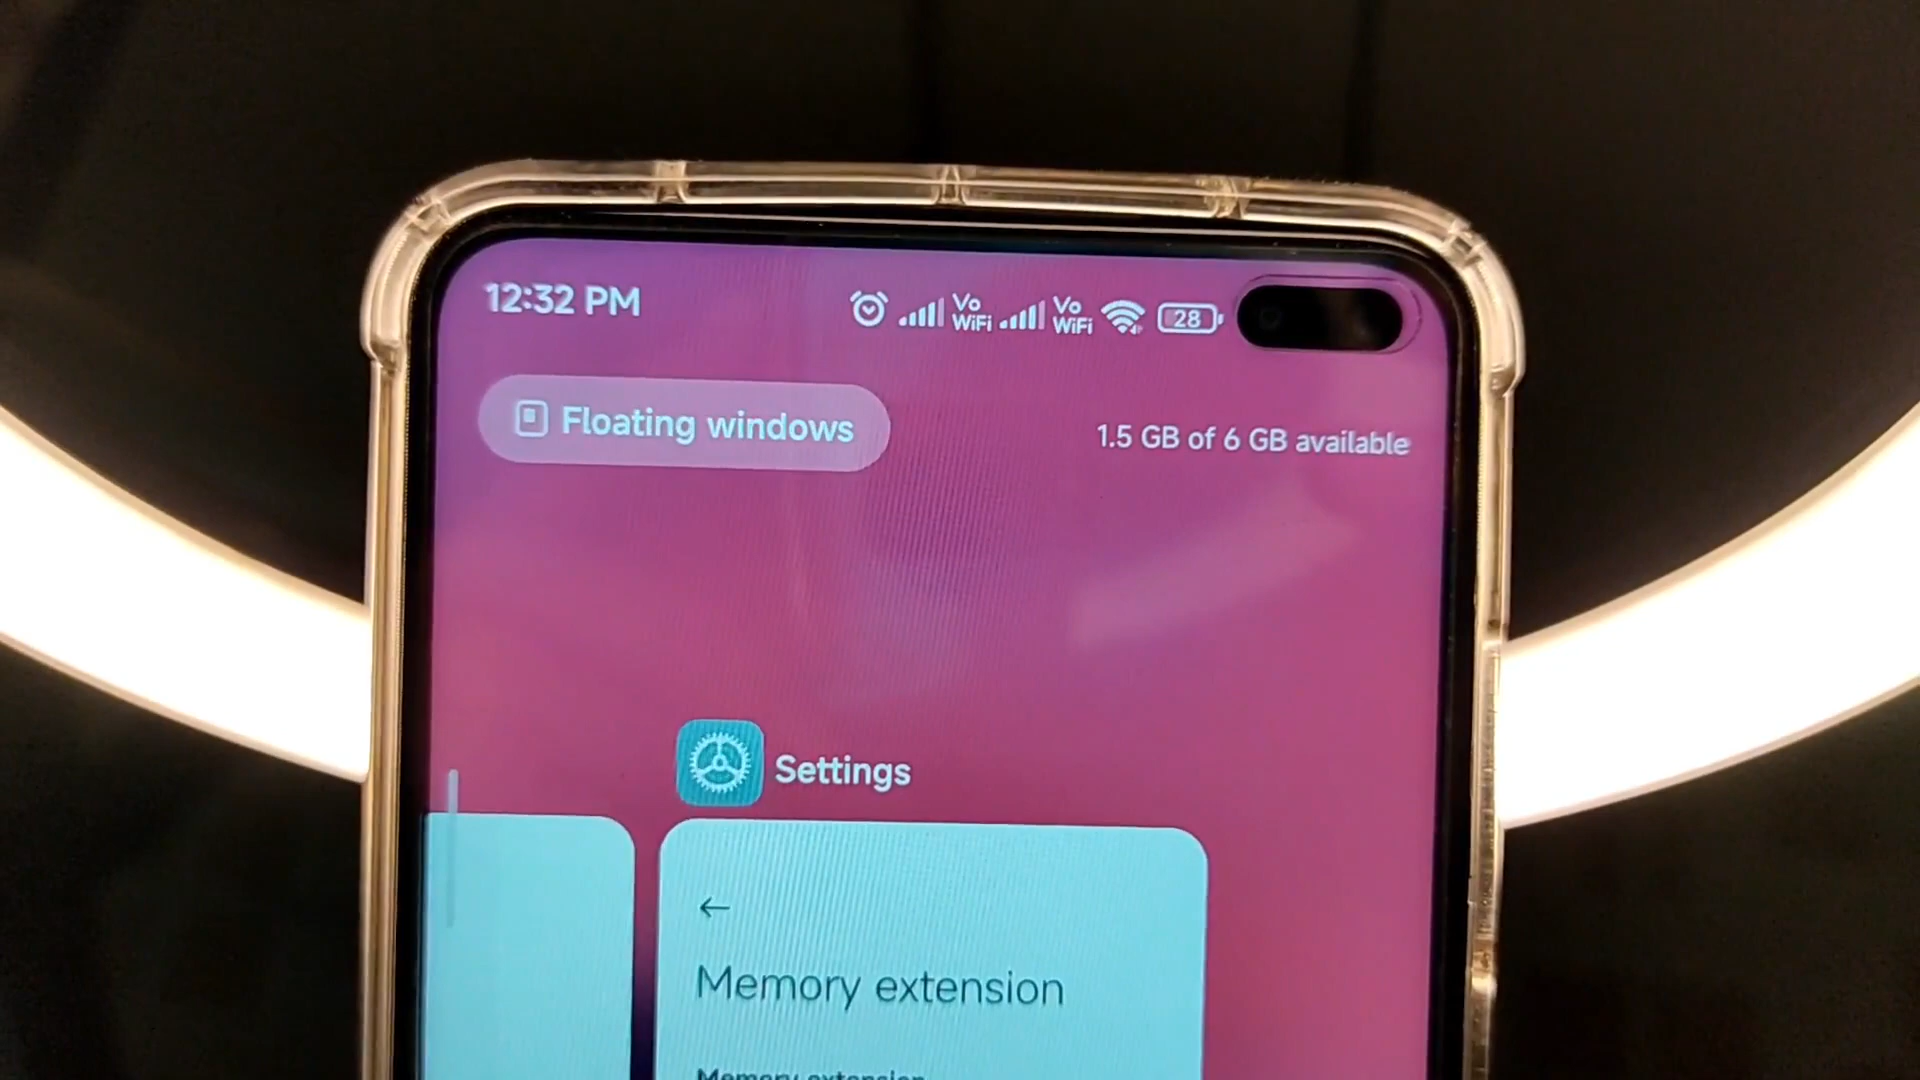 12:32 PM
Vo WiFi Vo WiFi 28
Floating windows
1.5 GB of 6 GB available
Settings
Memory extension
Memory extension